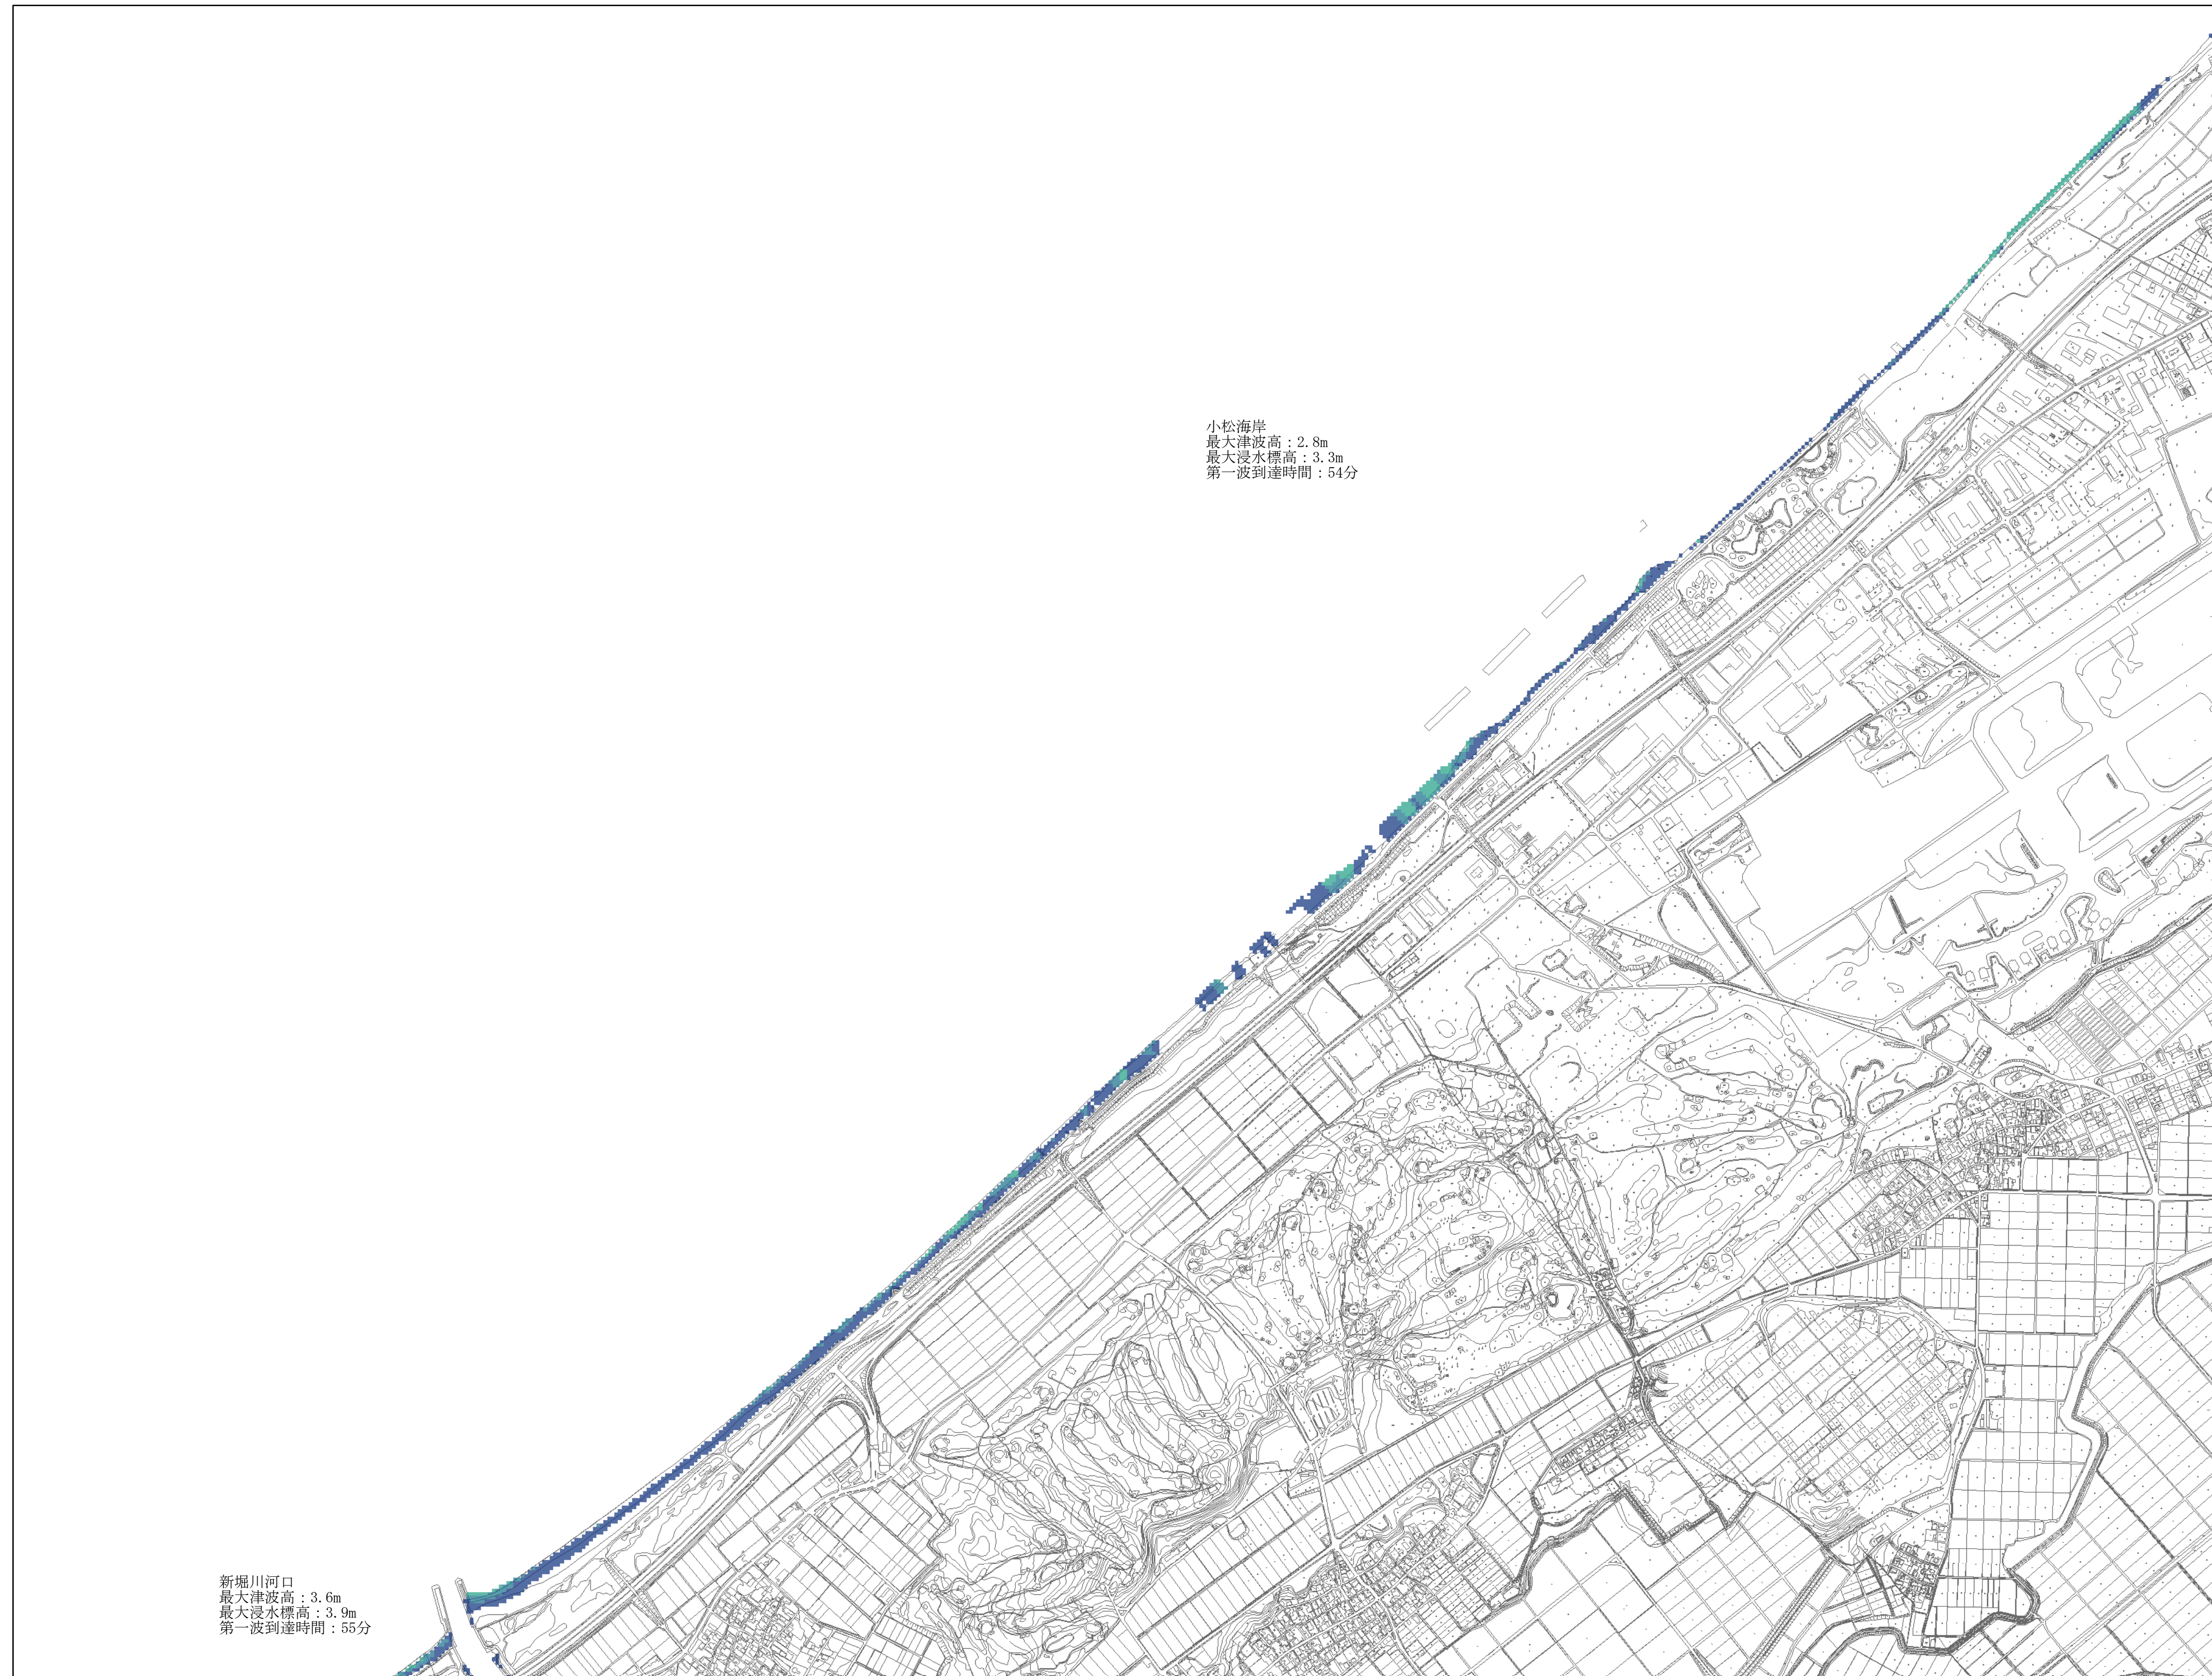 小松海岸
最大津波高：2.8m
最大浸水標高：3.3m
第一波到達時間：54分
新堀川河口
最大津波高：3.6m
最大浸水標高：3.9m
第一波到達時間：55分